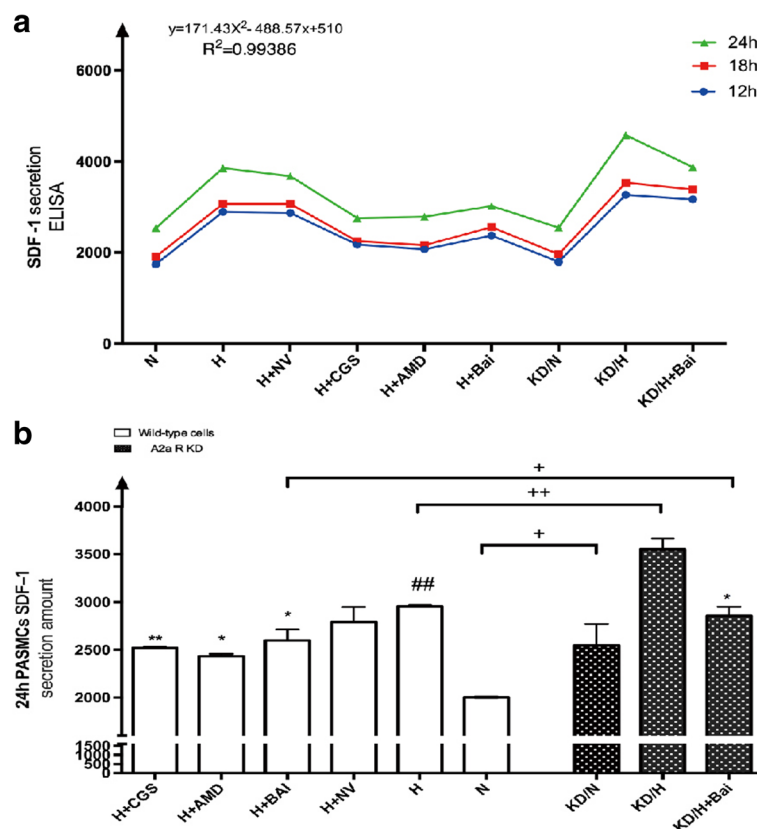 a
y=171.43X²- 488.57x+510
R²=0.99386
24h
18h
12h
6000
4000
2000
0
SDF -1 secretion
ELISA
N
H
H+NV
H+CGS
H+AMD
H+Bai
KD/N
KD/H
KD/H+Bai
b
Wild-type cells
A2a R KD
+
++
+
4000
3500
3000
2500
2000
1500
1000
500
0
24h PASMCs SDF–1
secretion amount
**
*
*
##
*
H+CGS
H+AMD
H+BAI
H+NV
H
N
KD/N
KD/H
KD/H+Bai